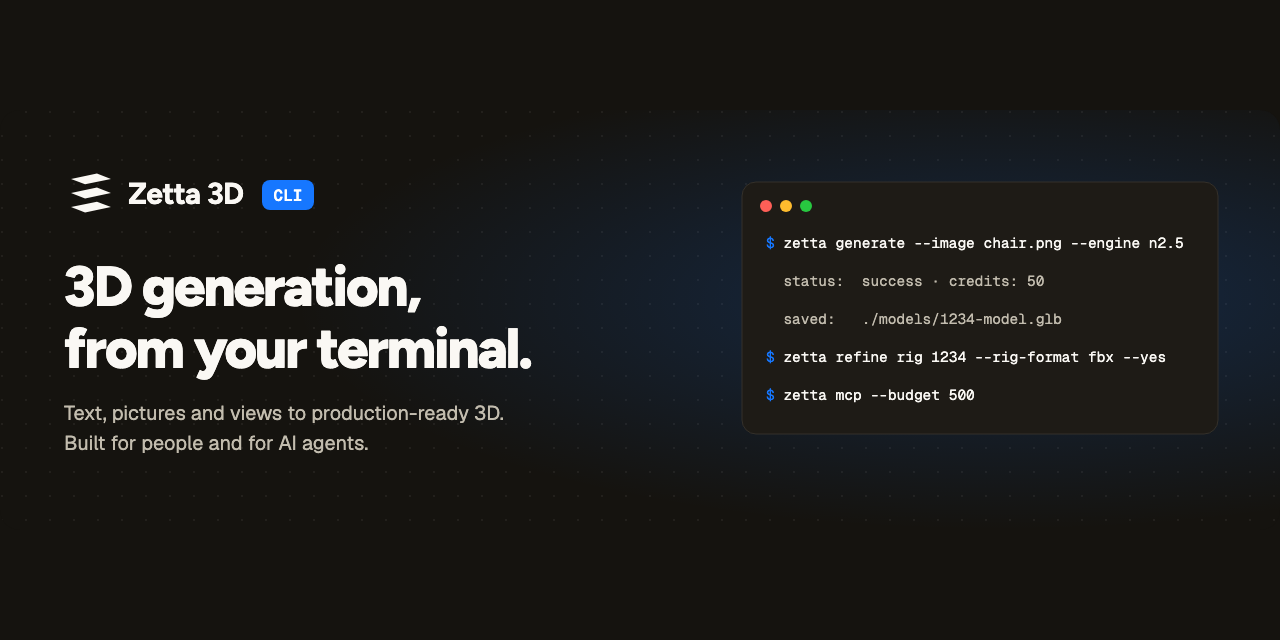 Zetta 3D CLI
3D generation,
from your terminal.
Text, pictures and views to production-ready 3D.
Built for people and for AI agents.
$ zetta generate --image chair.png --engine n2.5
status: success · credits: 50
saved: ./models/1234-model.glb
$ zetta refine rig 1234 --rig-format fbx --yes
$ zetta mcp --budget 500